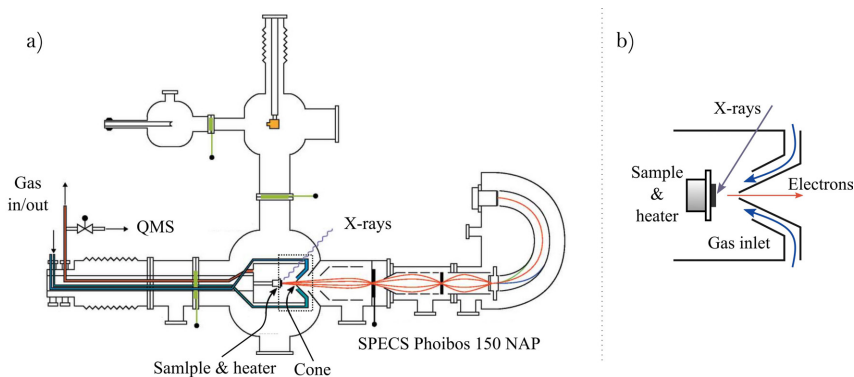 a)
Gas
in/out
QMS
X-rays
Samlple & heater
Cone
SPECS Phoibos 150 NAP
b)
X-rays
Sample
&
heater
Electrons
Gas inlet